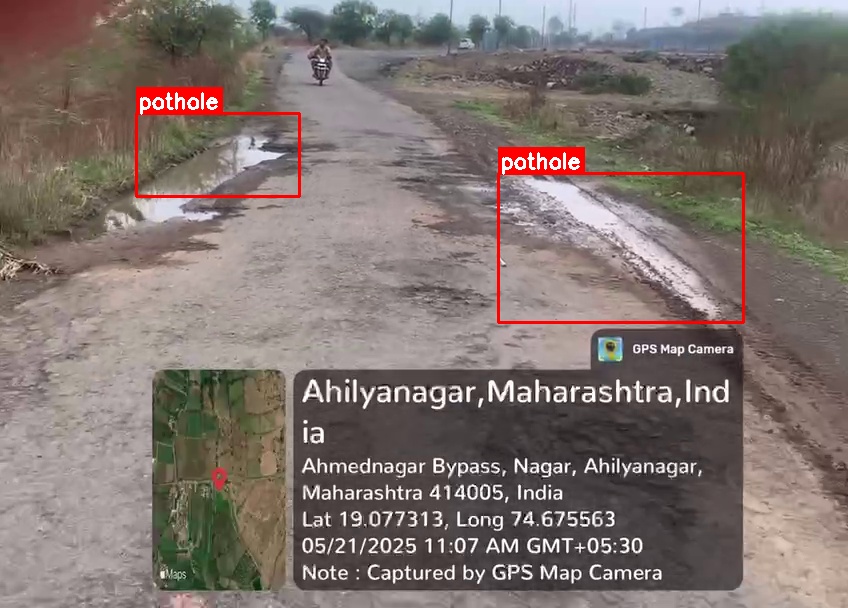 pothole
pothole
GPS Map Camera
Ahilyanagar,Maharashtra,Ind
ia
Ahmednagar Bypass, Nagar, Ahilyanagar,
Maharashtra 414005, India
Lat 19.077313, Long 74.675563
05/21/2025 11:07 AM GMT+05:30
Note : Captured by GPS Map Camera
Maps